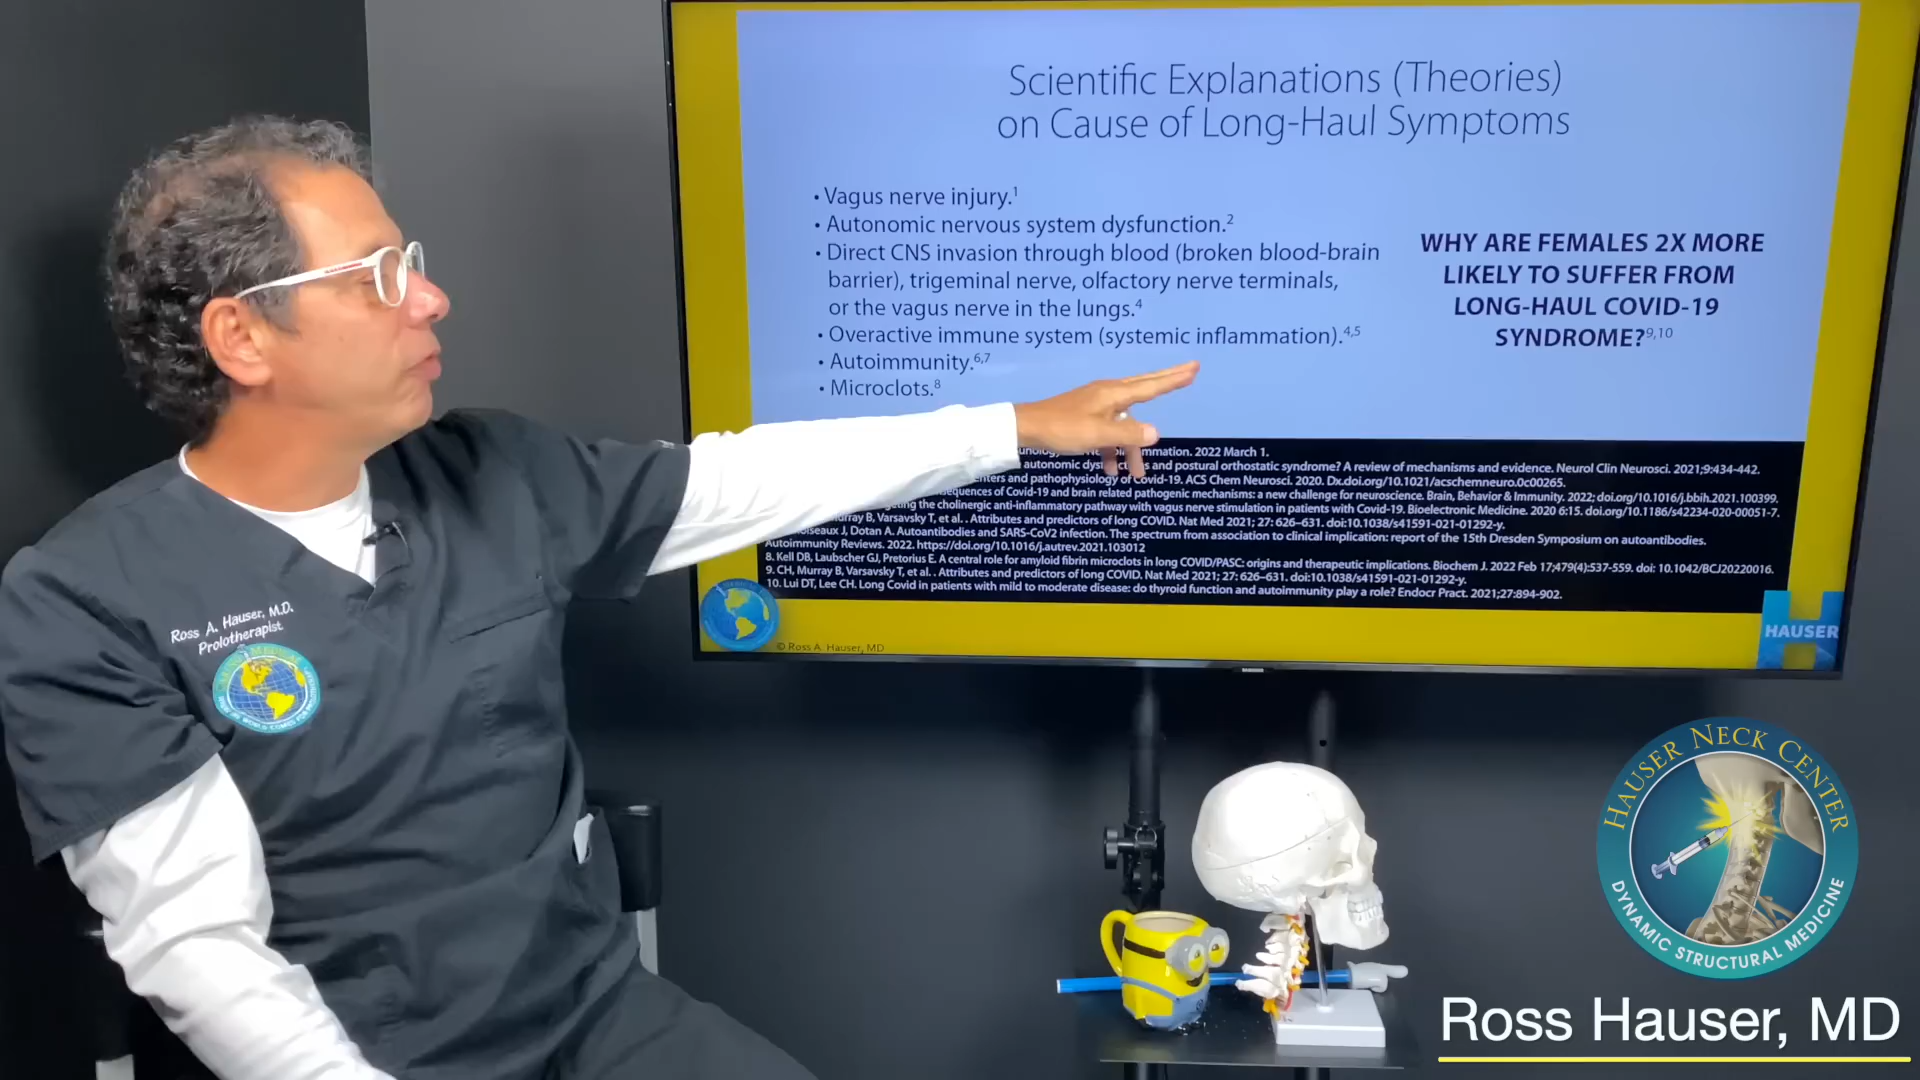 Scientific Explanations (Theories)
on Cause of Long-Haul Symptoms
• Vagus nerve injury.1
• Autonomic nervous system dysfunction.2
• Direct CNS invasion through blood (broken blood-brain
barrier), trigeminal nerve, olfactory nerve terminals,
or the vagus nerve in the lungs.4
• Overactive immune system (systemic inflammation).4,5
• Autoimmunity.6,7
• Microclots.8
WHY ARE FEMALES 2X MORE
LIKELY TO SUFFER FROM
LONG-HAUL COVID-19
SYNDROME?9,10
2022 March 1.
autonomic and postural orthostatic syndrome? A review of mechanisms and evidence. Neurol Clin Neurosci. 2021;9:434-442.
and pathophysiology of Covid-19. ACS Chem Neurosci. 2020. Dx.doi.org/10.1021/acschemneuro.0c00265.
of Covid-19 and brain related pathogenic mechanisms: a new challenge for neuroscience. Brain, Behavior & Immunity. 2022; doi.org/10.1016/j.bbih.2021.100399.
the cholinergic anti-inflammatory pathway with vagus nerve stimulation in patients with Covid-19. Bioelectronic Medicine. 2020 6:15. doi.org/10.1186/s42234-020-00051-7.
B, Varsavsky T, et al. . Attributes and predictors of long COVID. Nat Med 2021; 27: 626–631. doi:10.1038/s41591-021-01292-y.
J, Dotan A. Autoantibodies and SARS-CoV2 infection. The spectrum from association to clinical implication: report of the 15th Dresden Symposium on autoantibodies.
Autoimmunity Reviews. 2022. https://doi.org/10.1016/j.autrev.2021.103012
8. Kell DB, Laubscher GJ, Pretorius E. A central role for amyloid fibrin microclots in long COVID/PASC: origins and therapeutic implications. Biochem J. 2022 Feb 17;479(4):537-559. doi: 10.1042/BCJ20220016.
9. CH, Murray B, Varsavsky T, et al. . Attributes and predictors of long COVID. Nat Med 2021; 27: 626–631. doi:10.1038/s41591-021-01292-y.
10. Lui DT, Lee CH. Long Covid in patients with mild to moderate disease: do thyroid function and autoimmunity play a role? Endocr Pract. 2021;27:894-902.
HAUSER
© Ross A. Hauser, MD
Ross A. Hauser, M.D.
Prolotherapist
HAUSER NECK CENTER
DYNAMIC STRUCTURAL MEDICINE
Ross Hauser, MD